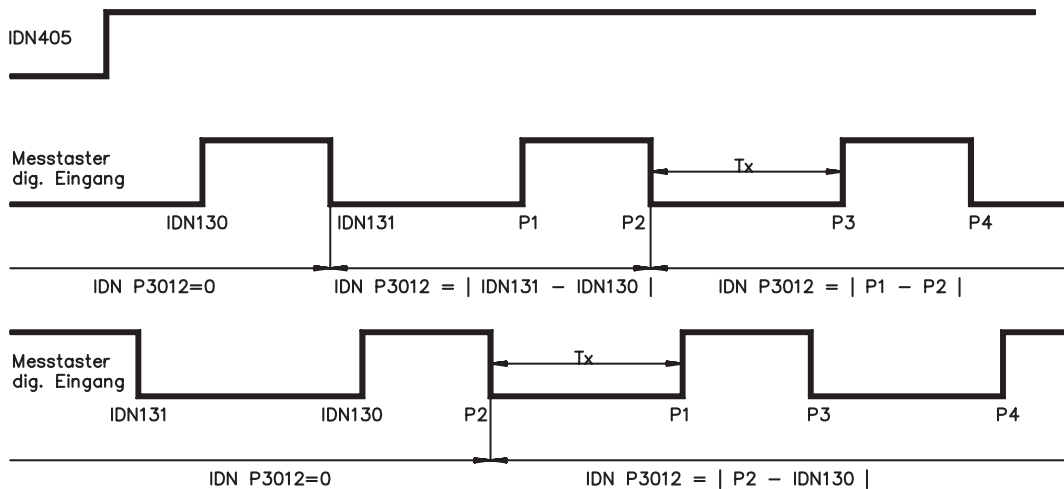 IDN405
Messtaster
dig. Eingang
Tx
IDN130
IDN131
P1
P2
P3
P4
IDN P3012=0
IDN P3012 = | IDN131 - IDN130 |
IDN P3012 = | P1 - P2 |
Messtaster
dig. Eingang
Tx
IDN131
IDN130
P2
P1
P3
P4
IDN P3012=0
IDN P3012 = | P2 - IDN130 |